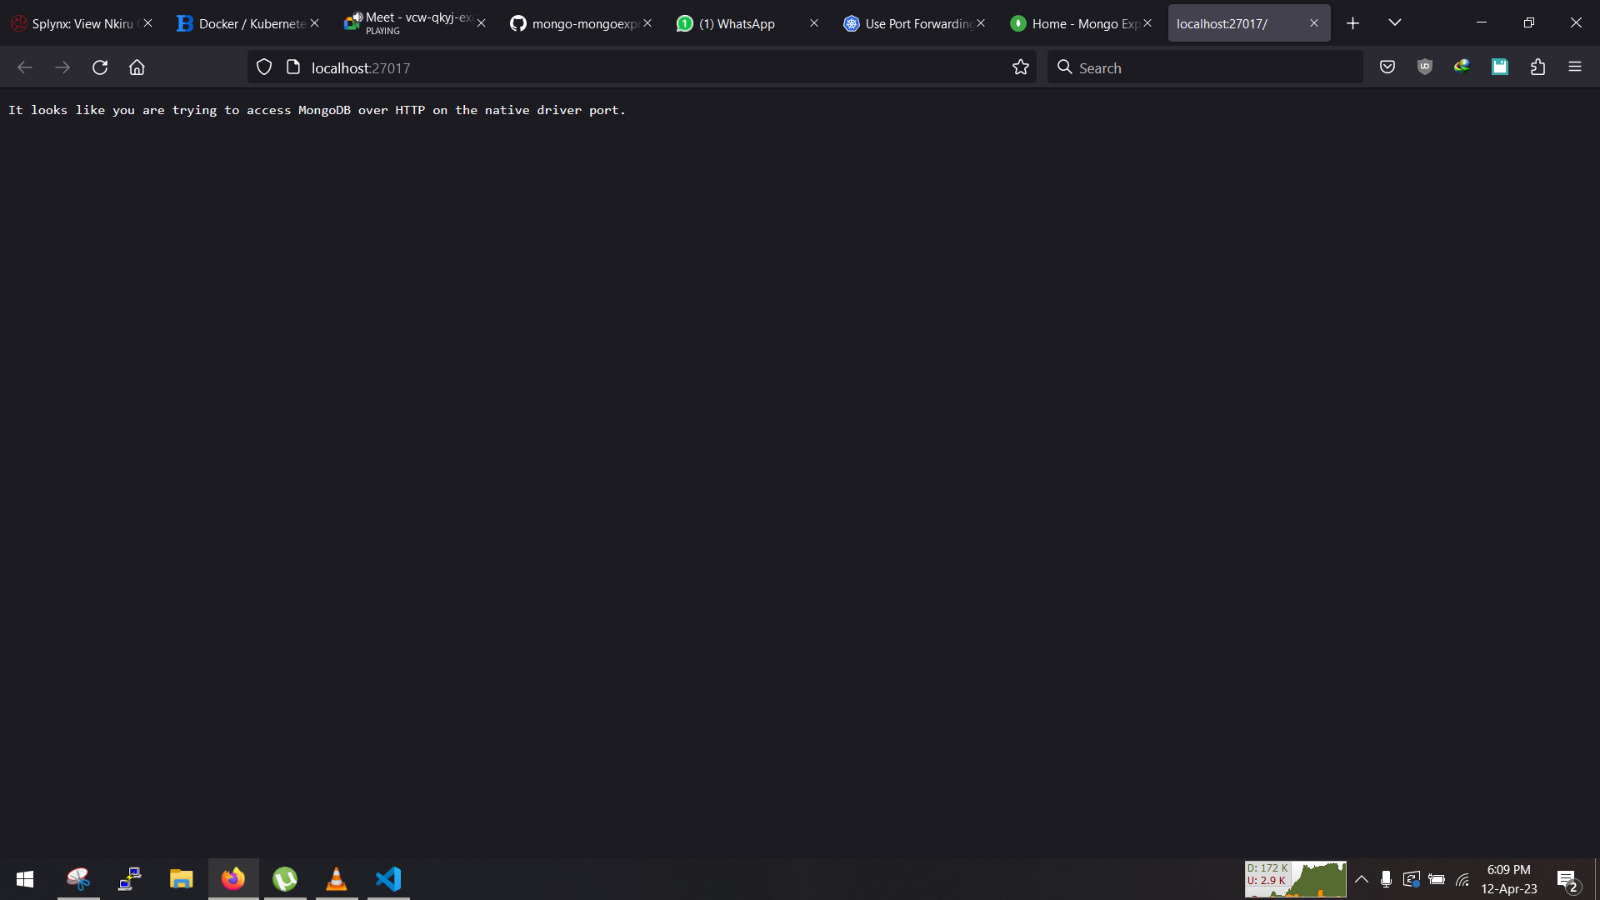 Splynx: View Nkiru
Docker / Kubernete
Meet - vcw-qkyj-ex
PLAYING
mongo-mongoexp
(1) WhatsApp
Use Port Forwarding
Home - Mongo Exp
localhost:27017/
localhost:27017
Search
It looks like you are trying to access MongoDB over HTTP on the native driver port.
D: 172 K
U: 2.9 K
6:09 PM
12-Apr-23
2